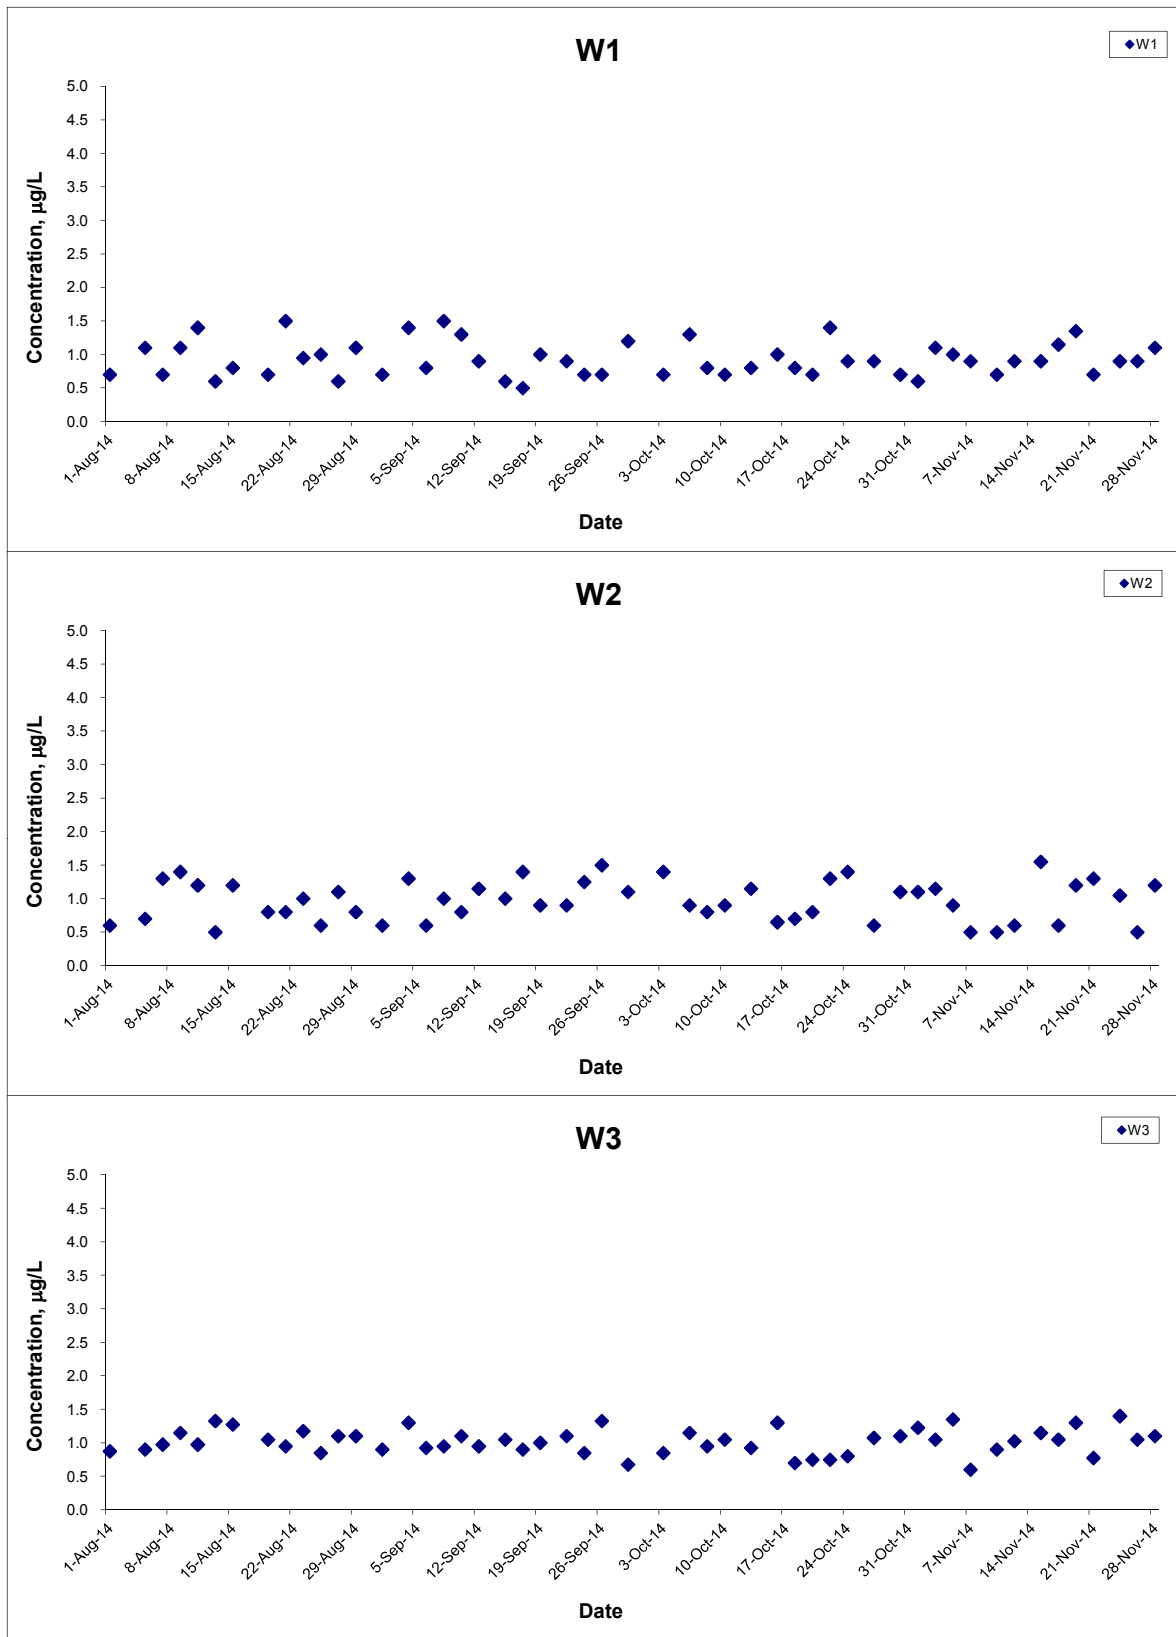 W1
W1
5.0
4.5
4.0
3.5
3.0
2.5
2.0
1.5
1.0
0.5
0.0
Concentration, µg/L
1-Aug-14
8-Aug-14
15-Aug-14
22-Aug-14
29-Aug-14
5-Sep-14
12-Sep-14
19-Sep-14
26-Sep-14
3-Oct-14
10-Oct-14
17-Oct-14
24-Oct-14
31-Oct-14
7-Nov-14
14-Nov-14
21-Nov-14
28-Nov-14
Date
W2
W2
5.0
4.5
4.0
3.5
3.0
2.5
2.0
1.5
1.0
0.5
0.0
Concentration, µg/L
1-Aug-14
8-Aug-14
15-Aug-14
22-Aug-14
29-Aug-14
5-Sep-14
12-Sep-14
19-Sep-14
26-Sep-14
3-Oct-14
10-Oct-14
17-Oct-14
24-Oct-14
31-Oct-14
7-Nov-14
14-Nov-14
21-Nov-14
28-Nov-14
Date
W3
W3
5.0
4.5
4.0
3.5
3.0
2.5
2.0
1.5
1.0
0.5
0.0
Concentration, µg/L
1-Aug-14
8-Aug-14
15-Aug-14
22-Aug-14
29-Aug-14
5-Sep-14
12-Sep-14
19-Sep-14
26-Sep-14
3-Oct-14
10-Oct-14
17-Oct-14
24-Oct-14
31-Oct-14
7-Nov-14
14-Nov-14
21-Nov-14
28-Nov-14
Date